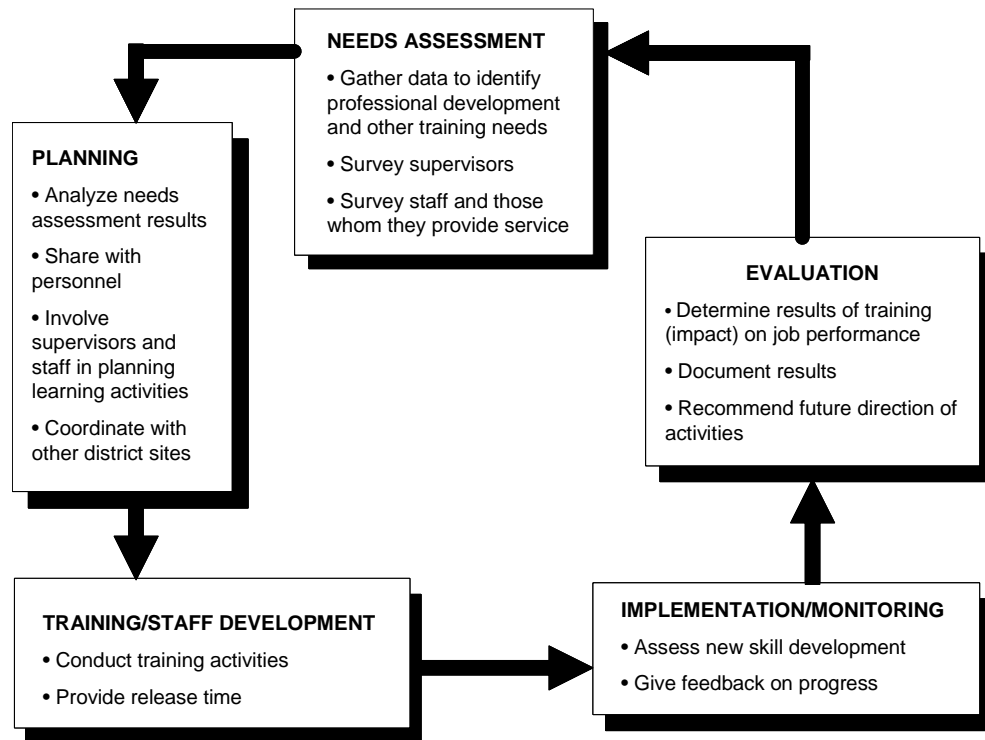 NEEDS ASSESSMENT
• Gather data to identify
professional development
and other training needs
• Survey supervisors
• Survey staff and those
whom they provide service
PLANNING
• Analyze needs
assessment results
• Share with
personnel
• Involve
supervisors and
staff in planning
learning activities
• Coordinate with
other district sites
TRAINING/STAFF DEVELOPMENT
• Conduct training activities
• Provide release time
IMPLEMENTATION/MONITORING
• Assess new skill development
• Give feedback on progress
EVALUATION
• Determine results of training
(impact) on job performance
• Document results
• Recommend future direction of
activities